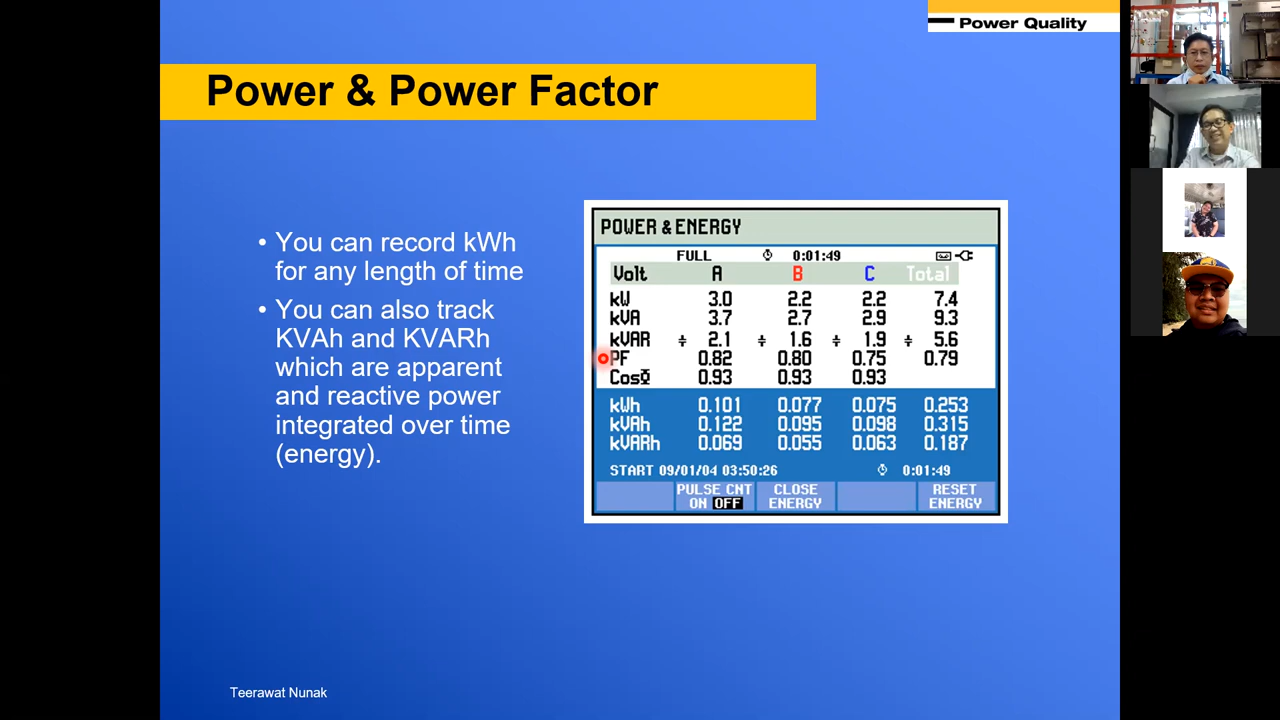 Power Quality
Power & Power Factor
• You can record kWh
for any length of time
• You can also track
KVAh and KVARh
which are apparent
and reactive power
integrated over time
(energy).
POWER & ENERGY
FULL 0:01:49
Volt A B C Total
kW 3.0 2.2 2.2 7.4
kVA 3.7 2.7 2.9 9.3
kVAR 2.1 1.6 1.9 5.6
PF 0.82 0.80 0.75 0.79
CosΦ 0.93 0.93 0.93
kWh 0.101 0.077 0.075 0.253
kVAh 0.122 0.095 0.098 0.315
kVARh 0.069 0.055 0.063 0.187
START 09/01/04 03:50:26 0:01:49
PULSE CNT CLOSE RESET
ON OFF ENERGY ENERGY
Teerawat Nunak